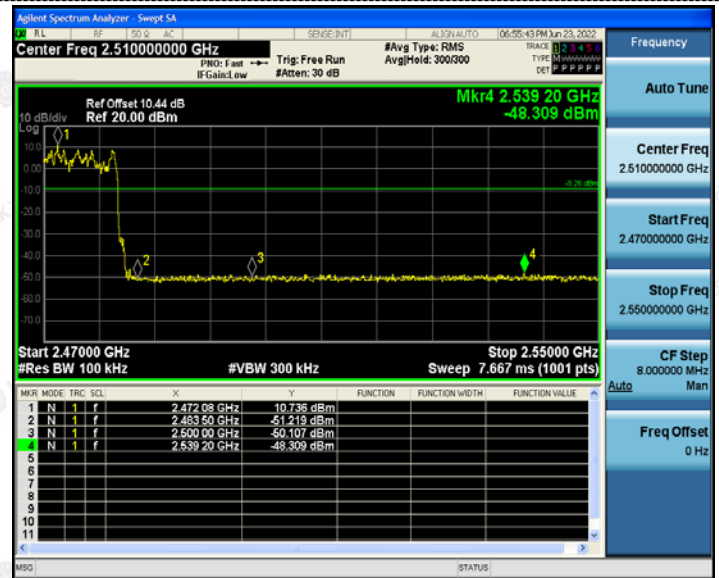 Agilent Spectrum Analyzer - Swept SA
RL RF 50 Ω AC SENSE:INT ALIGNAUTO 06:55:43 PM Jun 23, 2022
Center Freq 2.510000000 GHz
PNO: Fast
IFGain:Low
Trig: Free Run
#Atten: 30 dB
#Avg Type: RMS
Avg|Hold: 300/300
TRACE 1 2 3 4 5 6
TYPE M
DET P P P P P P
Frequency
Auto Tune
Center Freq
2.510000000 GHz
Start Freq
2.470000000 GHz
Stop Freq
2.550000000 GHz
CF Step
8.000000 MHz
Auto Man
Freq Offset
0 Hz
Mkr4 2.539 20 GHz
-48.309 dBm
Ref Offset 10.44 dB
10 dB/div Ref 20.00 dBm
Log
1
10.0
0.00
-10.0
-9.26 dBm
-20.0
-30.0
-40.0
2 3 4
-50.0
-60.0
-70.0
Start 2.47000 GHz Stop 2.55000 GHz
#Res BW 100 kHz #VBW 300 kHz Sweep 7.667 ms (1001 pts)
MKR MODE TRC SCL X Y FUNCTION FUNCTION WIDTH FUNCTION VALUE
1 N 1 f 2.472 08 GHz 10.736 dBm
2 N 1 f 2.483 50 GHz -51.219 dBm
3 N 1 f 2.500 00 GHz -50.107 dBm
4 N 1 f 2.539 20 GHz -48.309 dBm
5
6
7
8
9
10
11
MSG STATUS